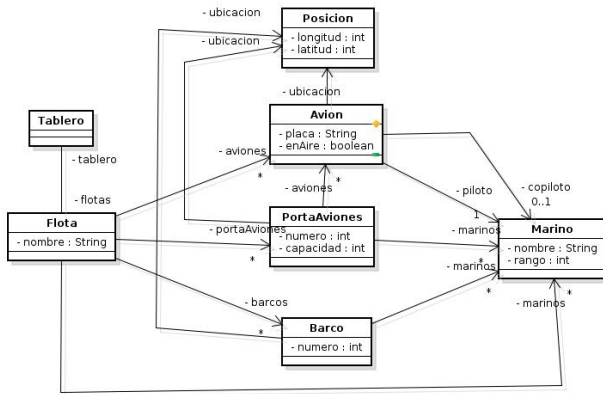 - ubicacion
Posicion
- longitud : int
- latitud : int
- ubicacion
- ubicacion
Tablero
Avion
- placa : String
- enAire : boolean
- tablero
- aviones
*
- flotas
- aviones
*
- piloto
1
- copiloto
0..1
Flota
- nombre : String
- portaAviones
*
PortaAviones
- numero : int
- capacidad : int
- marinos
*
Marino
- nombre : String
- rango : int
- marinos
*
- marinos
*
- barcos
*
Barco
- numero : int